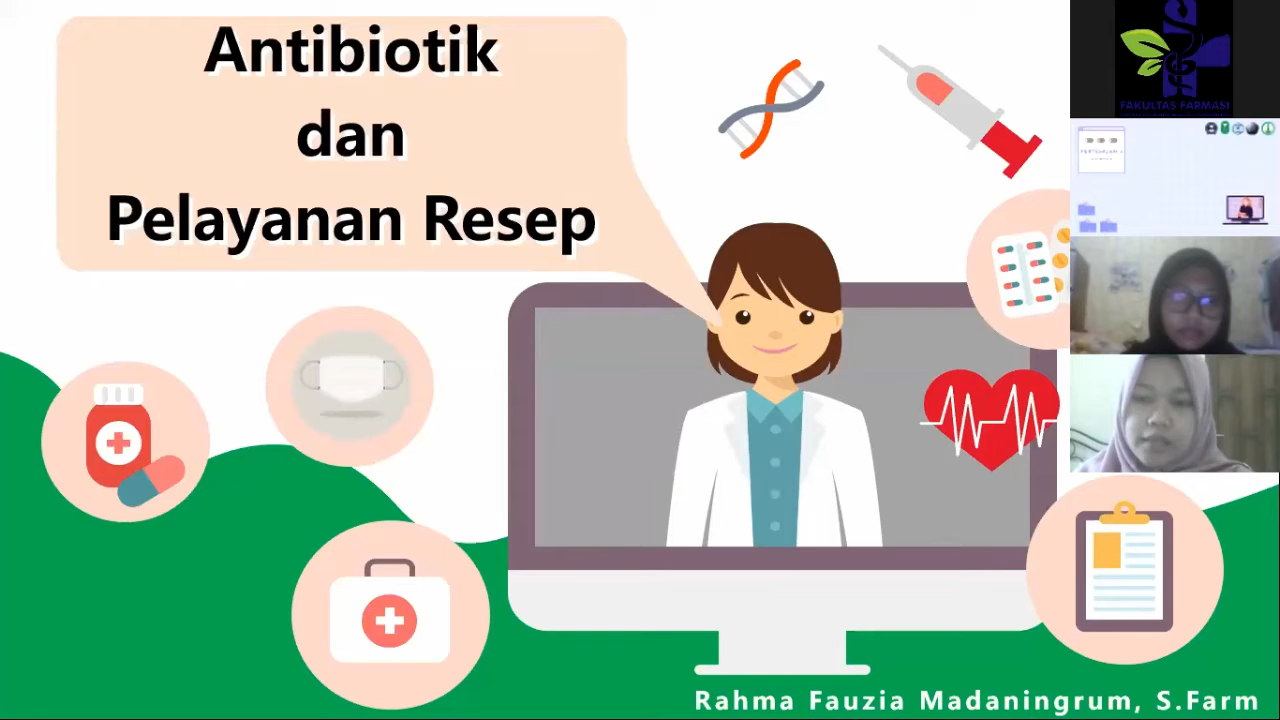 Antibiotik
dan
Pelayanan Resep
FAKULTAS FARMASI
Rahma Fauzia Madaningrum, S.Farm